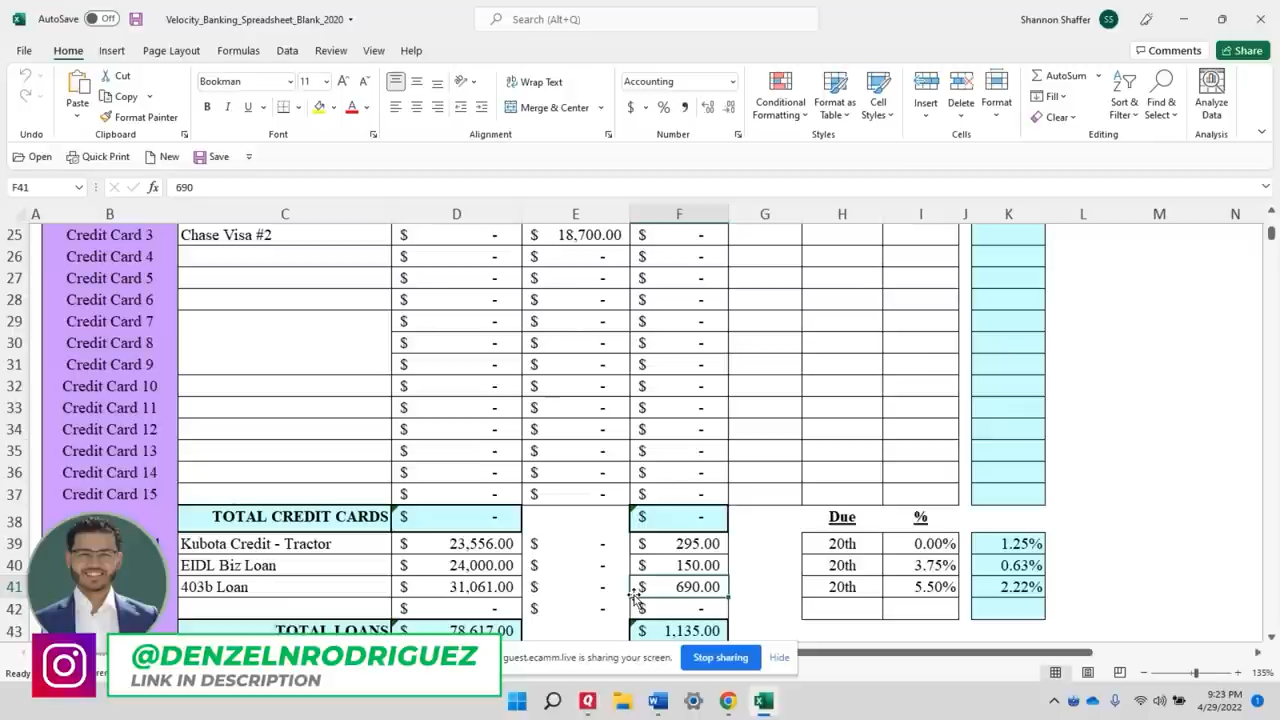 AutoSave Off Velocity_Banking_Spreadsheet_Blank_2020 Search (Alt+Q) Shannon Shaffer SS
File Home Insert Page Layout Formulas Data Review View Help Comments Share
Paste Cut Copy Format Painter
Bookman 11 A A B I U A
Wrap Text Merge & Center
Accounting $ % 9
Conditional Formatting Format as Table Cell Styles
Insert Delete Format
AutoSum Fill Clear Sort & Filter Find & Select
Analyze Data
Undo Clipboard Font Alignment Number Styles Cells Editing Analysis
Open Quick Print New Save
F41 fx 690
A B C D E F G H I J K L M N
25 Credit Card 3 Chase Visa #2 $ - $ 18,700.00 $ -
26 Credit Card 4 $ - $ - $ -
27 Credit Card 5 $ - $ - $ -
28 Credit Card 6 $ - $ - $ -
29 Credit Card 7 $ - $ - $ -
30 Credit Card 8 $ - $ - $ -
31 Credit Card 9 $ - $ - $ -
32 Credit Card 10 $ - $ - $ -
33 Credit Card 11 $ - $ - $ -
34 Credit Card 12 $ - $ - $ -
35 Credit Card 13 $ - $ - $ -
36 Credit Card 14 $ - $ - $ -
37 Credit Card 15 $ - $ - $ -
38 TOTAL CREDIT CARDS $ - $ - Due %
39 Kubota Credit - Tractor $ 23,556.00 $ - $ 295.00 20th 0.00% 1.25%
40 EIDL Biz Loan $ 24,000.00 $ - $ 150.00 20th 3.75% 0.63%
41 403b Loan $ 31,061.00 $ - $ 690.00 20th 5.50% 2.22%
42 $ - $ - $ -
43 TOTAL LOANS $ 78,617.00 $ 1,135.00
@DENZELNRODRIGUEZ
LINK IN DESCRIPTION
guest.ecamm.live is sharing your screen. Stop sharing Hide
Ready 135%
9:23 PM
4/29/2022